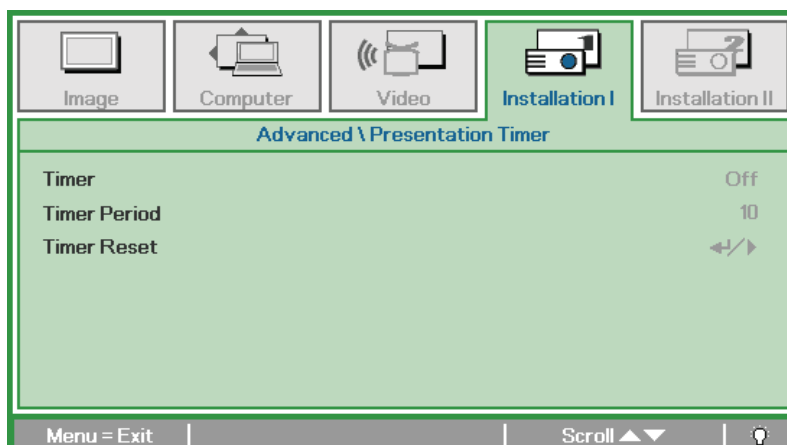 Image Computer Video Installation I Installation II
Advanced \ Presentation Timer
Timer Off
Timer Period 10
Timer Reset
Menu = Exit Scroll